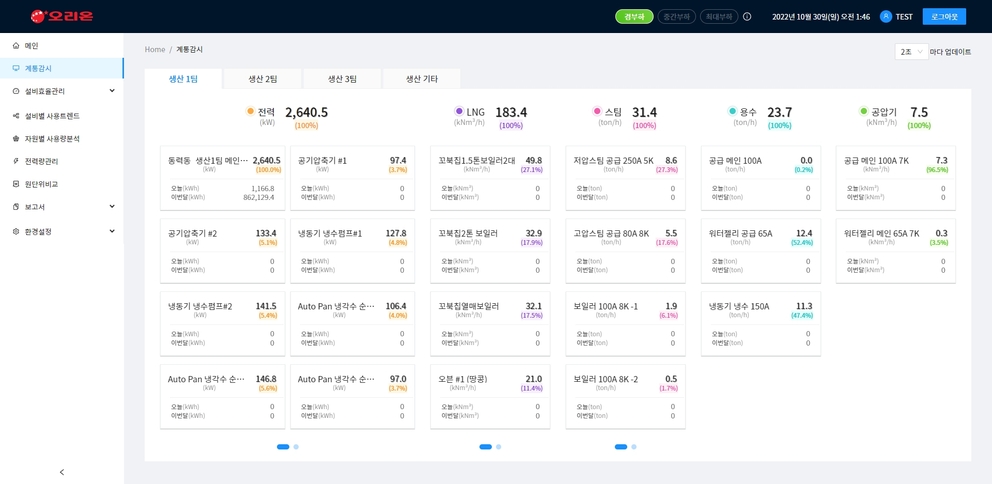 오리온
경부하 중간부하 최대부하
2022년 10월 30일(일) 오전 1:46
TEST
로그아웃
메인
계통감시
설비효율관리
설비별 사용트렌드
자원별 사용량분석
전력량관리
원단위비교
보고서
환경설정
Home / 계통감시
2초 마다 업데이트
생산 1팀 생산 2팀 생산 3팀 생산 기타
전력 2,640.5
(kW) (100%)
LNG 183.4
(kNm³/h) (100%)
스팀 31.4
(ton/h) (100%)
용수 23.7
(ton/h) (100%)
공압기 7.5
(kNm³/h) (100%)
동력동 생산1팀 메인… 2,640.5
(kW) (100.0%)
오늘(kWh) 1,166.8
이번달(kWh) 862,129.4
공기압축기 #1 97.4
(kW) (3.7%)
오늘(kWh) 0
이번달(kWh) 0
꼬북칩1.5톤보일러2대 49.8
(kNm³/h) (27.1%)
오늘(kNm³) 0
이번달(kNm³) 0
저압스팀 공급 250A 5K 8.6
(ton/h) (27.3%)
오늘(ton) 0
이번달(ton) 0
공급 메인 100A 0.0
(ton/h) (0.2%)
오늘(ton) 0
이번달(ton) 0
공급 메인 100A 7K 7.3
(kNm³/h) (96.5%)
오늘(kNm³) 0
이번달(kNm³) 0
공기압축기 #2 133.4
(kW) (5.1%)
오늘(kWh) 0
이번달(kWh) 0
냉동기 냉수펌프#1 127.8
(kW) (4.8%)
오늘(kWh) 0
이번달(kWh) 0
꼬북칩2톤 보일러 32.9
(kNm³/h) (17.9%)
오늘(kNm³) 0
이번달(kNm³) 0
고압스팀 공급 80A 8K 5.5
(ton/h) (17.6%)
오늘(ton) 0
이번달(ton) 0
워터젤리 공급 65A 12.4
(ton/h) (52.4%)
오늘(ton) 0
이번달(ton) 0
워터젤리 메인 65A 7K 0.3
(kNm³/h) (3.5%)
오늘(kNm³) 0
이번달(kNm³) 0
냉동기 냉수펌프#2 141.5
(kW) (5.4%)
오늘(kWh) 0
이번달(kWh) 0
Auto Pan 냉각수 순… 106.4
(kW) (4.0%)
오늘(kWh) 0
이번달(kWh) 0
꼬북칩열매보일러 32.1
(kNm³/h) (17.5%)
오늘(kNm³) 0
이번달(kNm³) 0
보일러 100A 8K -1 1.9
(ton/h) (6.1%)
오늘(ton) 0
이번달(ton) 0
냉동기 냉수 150A 11.3
(ton/h) (47.4%)
오늘(ton) 0
이번달(ton) 0
Auto Pan 냉각수 순… 146.8
(kW) (5.6%)
오늘(kWh) 0
이번달(kWh) 0
Auto Pan 냉각수 순… 97.0
(kW) (3.7%)
오늘(kWh) 0
이번달(kWh) 0
오븐 #1 (땅콩) 21.0
(kNm³/h) (11.4%)
오늘(kNm³) 0
이번달(kNm³) 0
보일러 100A 8K -2 0.5
(ton/h) (1.7%)
오늘(ton) 0
이번달(ton) 0